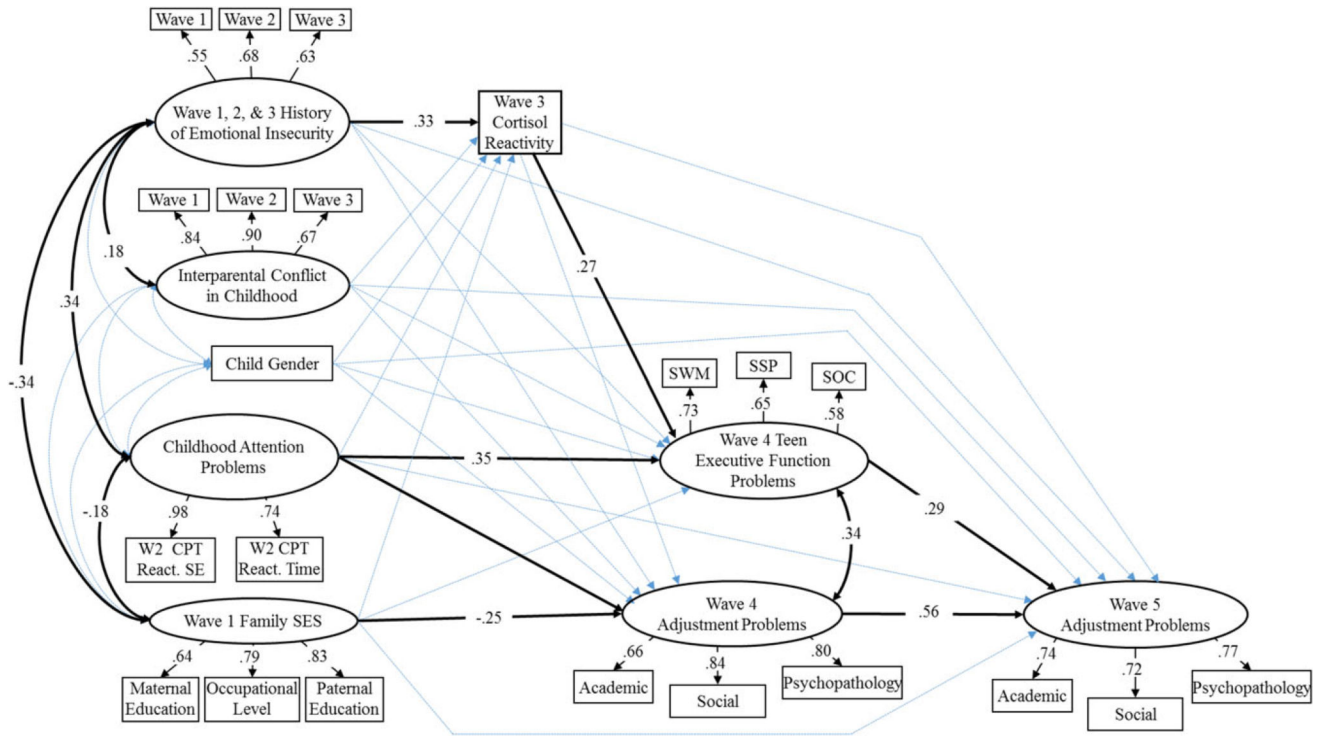 Wave 1
Wave 2
Wave 3
.55
.68
.63
Wave 1, 2, & 3 History
of Emotional Insecurity
.33
Wave 3
Cortisol
Reactivity
Wave 1
Wave 2
Wave 3
.84
.90
.67
.18
Interparental Conflict
in Childhood
.27
.34
Child Gender
-.34
SWM
SSP
SOC
.73
.65
.58
Childhood Attention
Problems
.35
Wave 4 Teen
Executive Function
Problems
-.18
.98
.74
.29
W2 CPT
React. SE
W2 CPT
React. Time
.34
Wave 1 Family SES
-.25
Wave 4
Adjustment Problems
.56
Wave 5
Adjustment Problems
.64
.79
.83
.66
.84
.80
.74
.72
.77
Maternal
Education
Occupational
Level
Paternal
Education
Academic
Social
Psychopathology
Academic
Social
Psychopathology